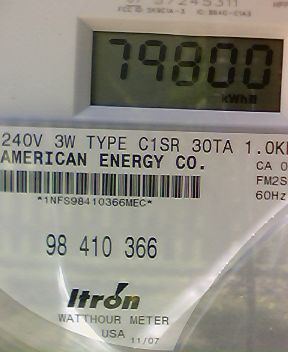 79800
kWh
240V 3W TYPE C1SR 30TA 1.0K
AMERICAN ENERGY CO.
CA 0
FM2S
60Hz
*1NFS98410366MEC*
98 410 366
Itrón
WATTHOUR METER
USA 11/07